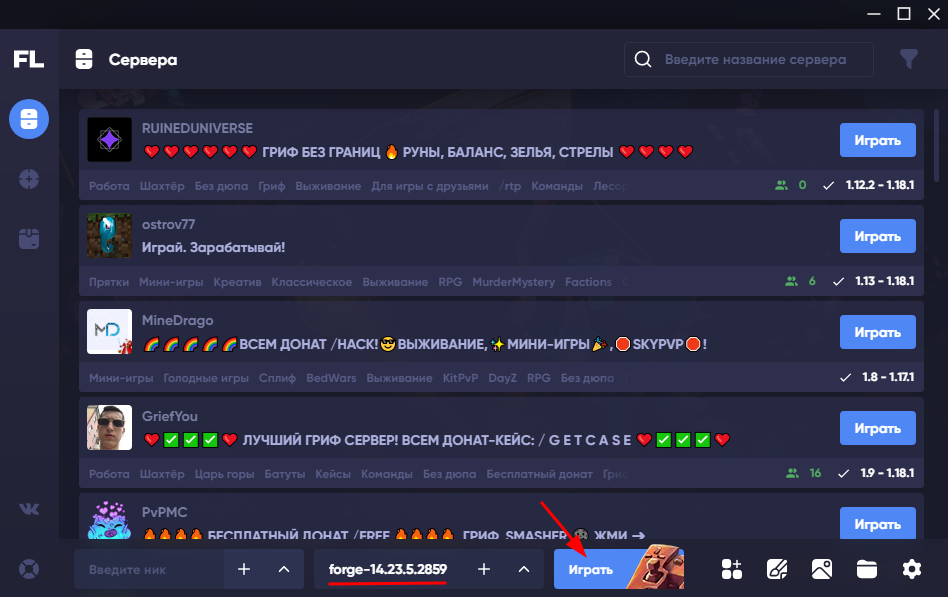 FL
Сервера
Введите название сервера
RUINEDUNIVERSE
❤️❤️❤️❤️❤️❤️ ГРИФ БЕЗ ГРАНИЦ 🔥 РУНЫ, БАЛАНС, ЗЕЛЬЯ, СТРЕЛЫ ❤️❤️❤️❤️
Играть
Работа Шахтёр Без дюпа Гриф Выживание Для игры с друзьями /rtp Команды
0 1.12.2 - 1.18.1
ostrov77
Играй. Зарабатывай!
Играть
Прятки Мини-игры Креатив Классическое Выживание RPG MurderMystery Factions
6 1.13 - 1.18.1
MD
MineDrago
🌈🌈🌈🌈🌈ВСЕМ ДОНАТ /НАСК!😎ВЫЖИВАНИЕ,✨МИНИ-ИГРЫ🎉,🛑SKYPVP🛑!
Играть
Мини-игры Голодные игры Сплиф BedWars Выживание KitPvP DayZ RPG Без дюпа
1.8 - 1.17.1
GriefYou
❤️✅✅✅❤️ ЛУЧШИЙ ГРИФ СЕРВЕР! ВСЕМ ДОНАТ-КЕЙС: / G E T C A S E ❤️✅✅✅❤️
Играть
Работа Шахтёр Царь горы Батуты Кейсы Команды Без дюпа Бесплатный донат
16 1.9 - 1.18.1
PvPMC
🔥🔥🔥🔥 БЕСПЛАТНЫЙ ДОНАТ /FREE 🔥🔥🔥🔥 ГРИФ, SMASHER ЖМИ →
Играть
Введите ник
forge-14.23.5.2859
Играть